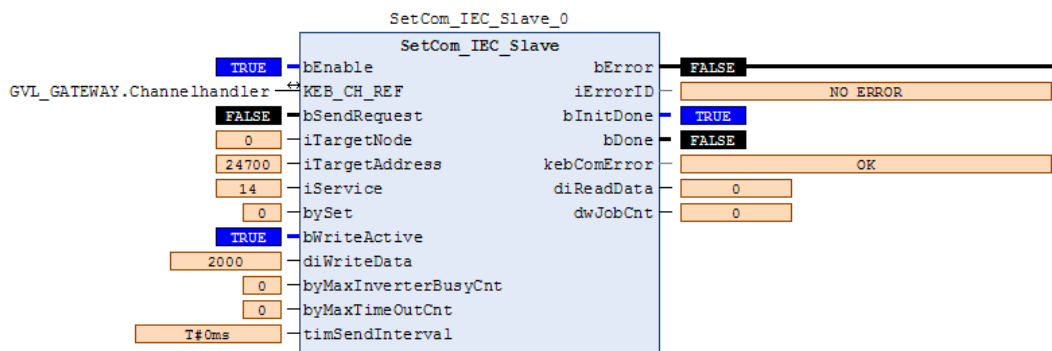 SetCom_IEC_Slave_0
SetCom_IEC_Slave
TRUE bEnable bError FALSE
GVL_GATEWAY.Channelhandler KEB_CH_REF iErrorID NO ERROR
FALSE bSendRequest bInitDone TRUE
0 iTargetNode bDone FALSE
24700 iTargetAddress kebComError OK
14 iService diReadData 0
0 bySet dwJobCnt 0
TRUE bWriteActive
2000 diWriteData
0 byMaxInverterBusyCnt
0 byMaxTimeOutCnt
T#0ms timSendInterval